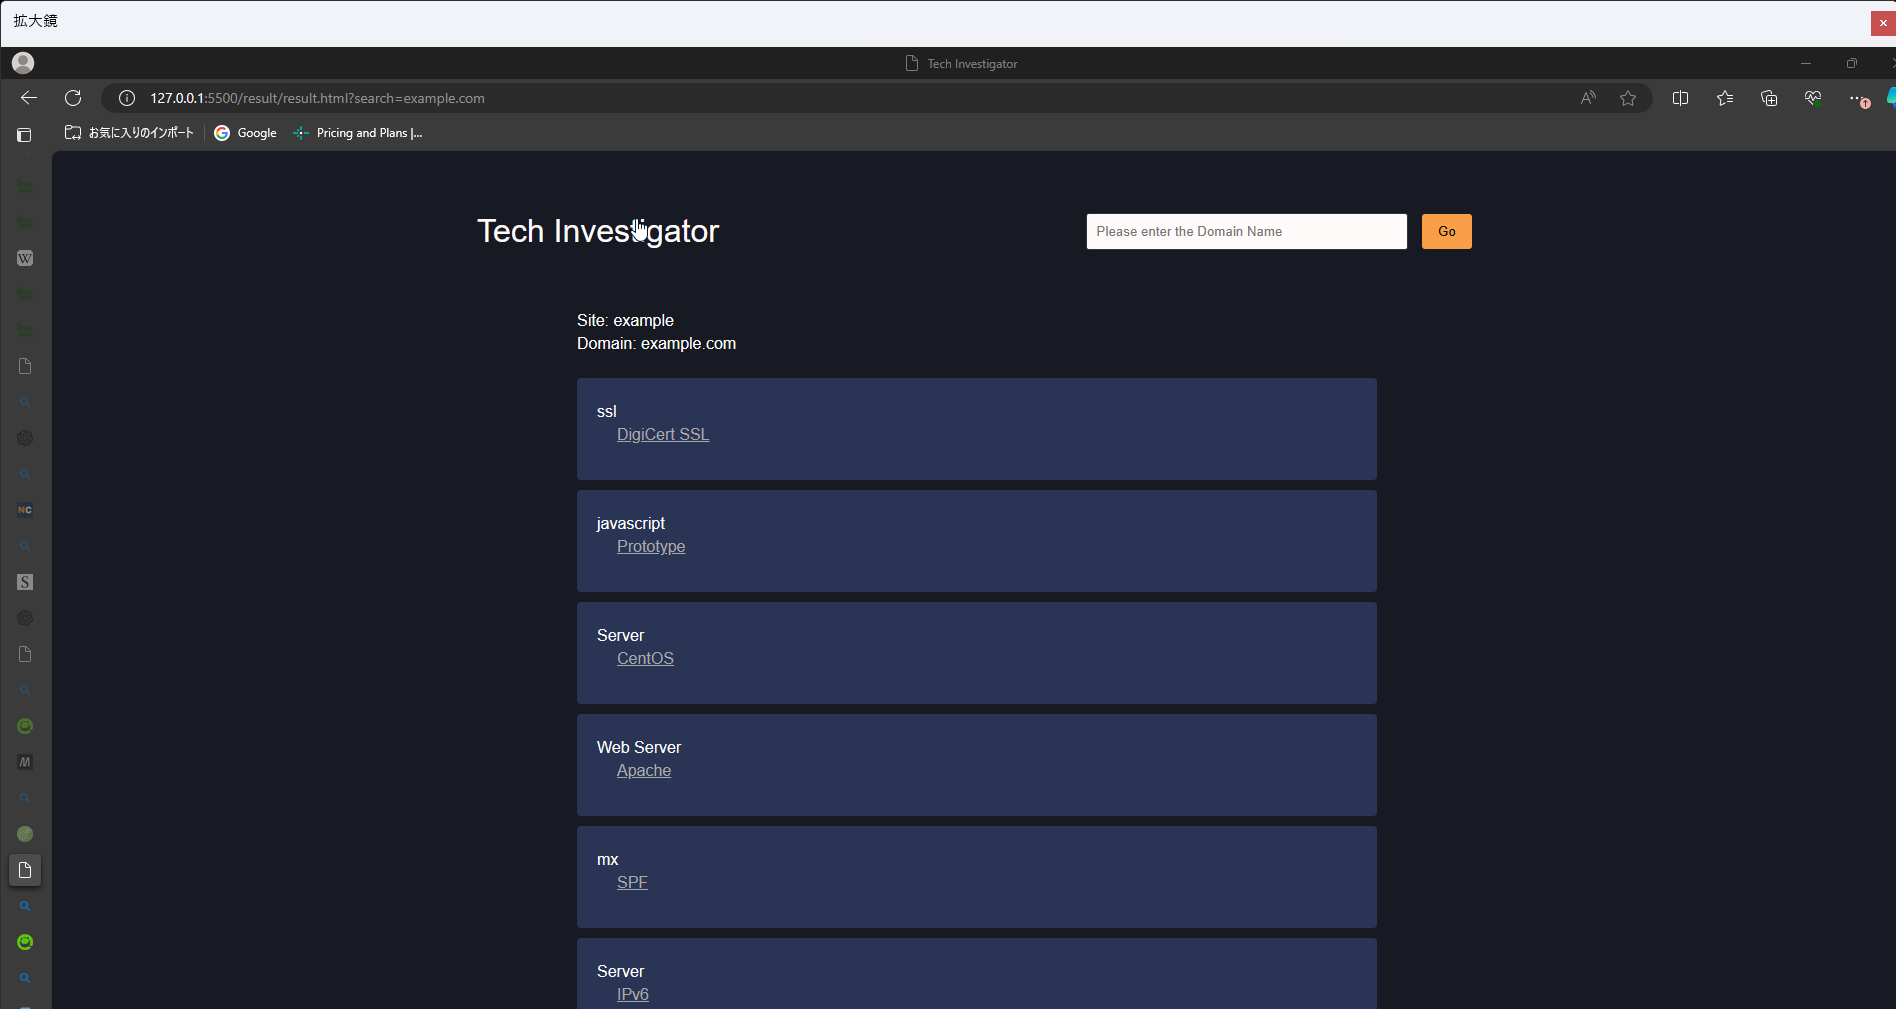 拡大鏡
Tech Investigator
127.0.0.1:5500/result/result.html?search=example.com
お気に入りのインポート
Google
Pricing and Plans |...
Tech Investigator
Please enter the Domain Name
Go
Site: example
Domain: example.com
ssl
DigiCert SSL
javascript
Prototype
Server
CentOS
Web Server
Apache
mx
SPF
Server
IPv6
W
NC
S
M